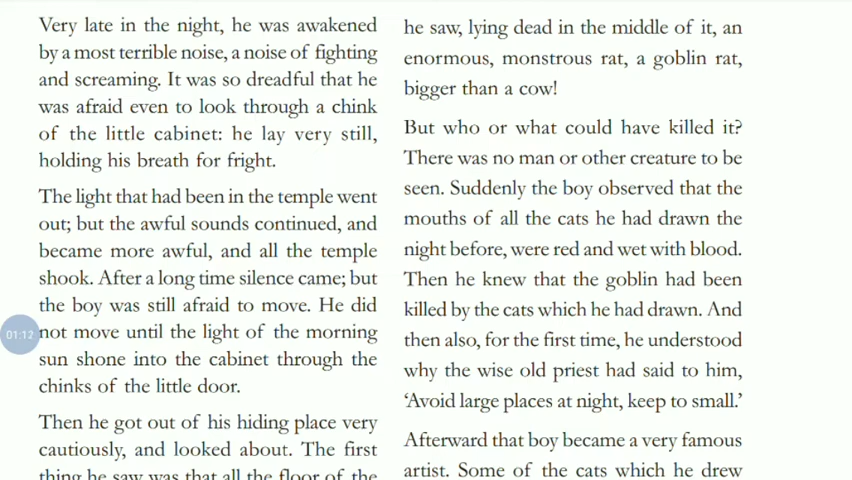 Very late in the night, he was awakened
by a most terrible noise, a noise of fighting
and screaming. It was so dreadful that he
was afraid even to look through a chink
of the little cabinet: he lay very still,
holding his breath for fright.
The light that had been in the temple went
out; but the awful sounds continued, and
became more awful, and all the temple
shook. After a long time silence came; but
the boy was still afraid to move. He did
not move until the light of the morning
sun shone into the cabinet through the
chinks of the little door.
Then he got out of his hiding place very
cautiously, and looked about. The first
thing he saw was that all the floor of the
he saw, lying dead in the middle of it, an
enormous, monstrous rat, a goblin rat,
bigger than a cow!
But who or what could have killed it?
There was no man or other creature to be
seen. Suddenly the boy observed that the
mouths of all the cats he had drawn the
night before, were red and wet with blood.
Then he knew that the goblin had been
killed by the cats which he had drawn. And
then also, for the first time, he understood
why the wise old priest had said to him,
‘Avoid large places at night, keep to small.’
Afterward that boy became a very famous
artist. Some of the cats which he drew
01:12